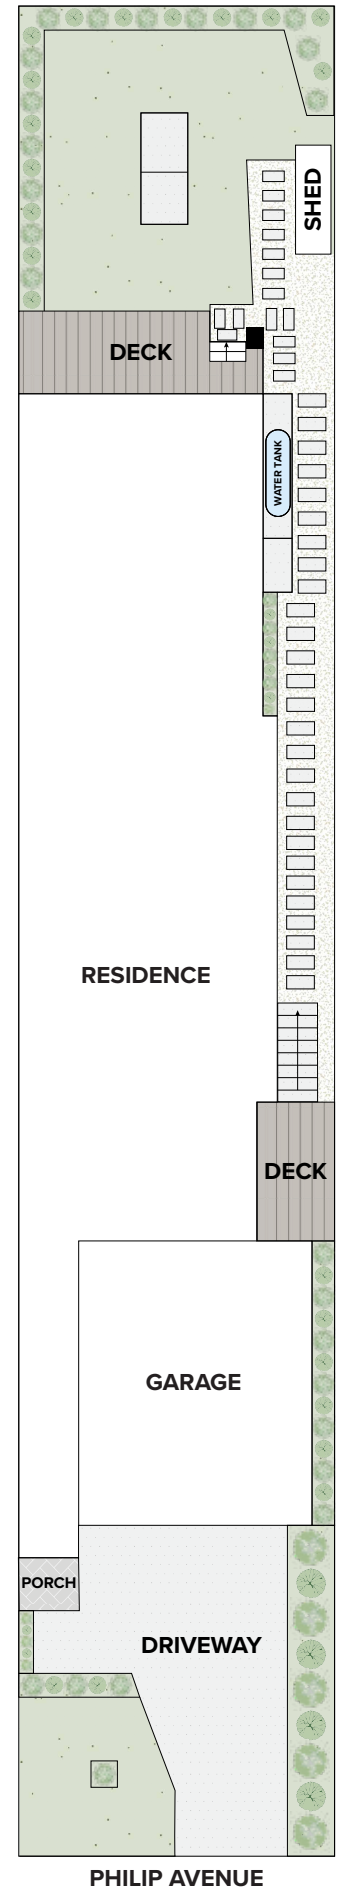 SHED
DECK
WATER TANK
RESIDENCE
DECK
GARAGE
PORCH
DRIVEWAY
PHILIP AVENUE